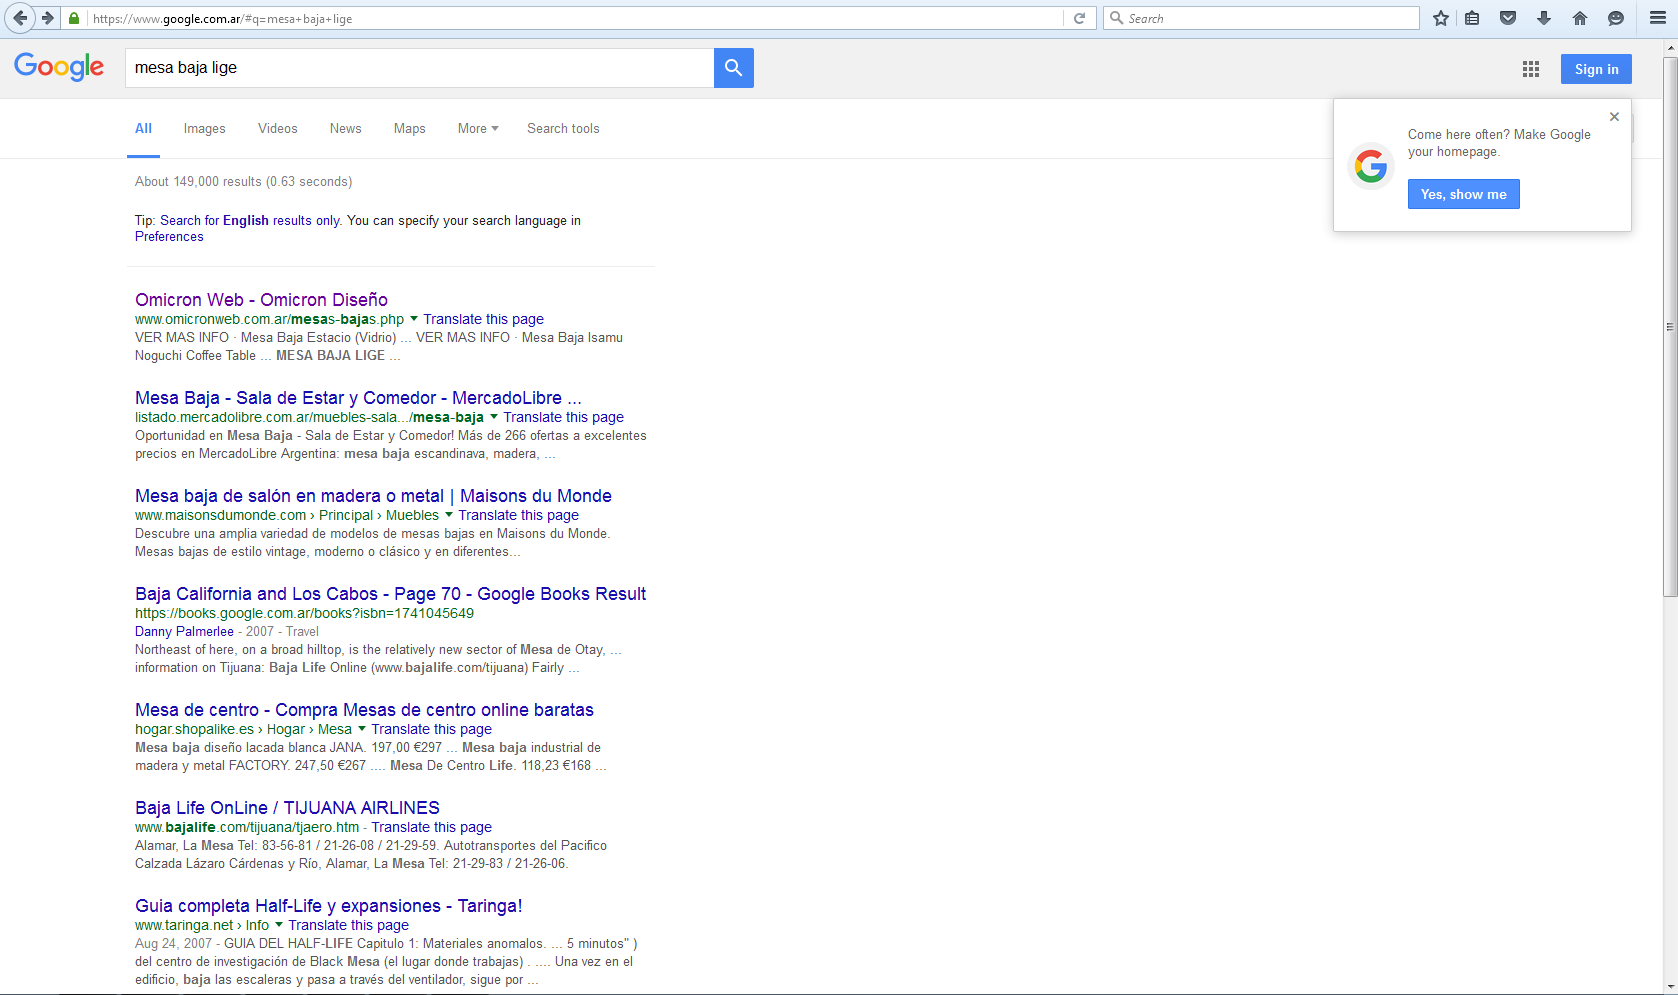 https://www.google.com.ar/#q=mesa+baja+lige
Search
Google
mesa baja lige
Sign in
All Images Videos News Maps More Search tools
Come here often? Make Google
your homepage.
Yes, show me
About 149,000 results (0.63 seconds)
Tip: Search for English results only. You can specify your search language in
Preferences
Omicron Web - Omicron Diseño
www.omicronweb.com.ar/mesas-bajas.php Translate this page
VER MAS INFO · Mesa Baja Estacio (Vidrio) ... VER MAS INFO · Mesa Baja Isamu
Noguchi Coffee Table ... MESA BAJA LIGE ...
Mesa Baja - Sala de Estar y Comedor - MercadoLibre ...
listado.mercadolibre.com.ar/muebles-sala.../mesa-baja Translate this page
Oportunidad en Mesa Baja - Sala de Estar y Comedor! Más de 266 ofertas a excelentes
precios en MercadoLibre Argentina: mesa baja escandinava, madera, ...
Mesa baja de salón en madera o metal | Maisons du Monde
www.maisonsdumonde.com › Principal › Muebles Translate this page
Descubre una amplia variedad de modelos de mesas bajas en Maisons du Monde.
Mesas bajas de estilo vintage, moderno o clásico y en diferentes...
Baja California and Los Cabos - Page 70 - Google Books Result
https://books.google.com.ar/books?isbn=1741045649
Danny Palmerlee - 2007 - Travel
Northeast of here, on a broad hilltop, is the relatively new sector of Mesa de Otay, ...
information on Tijuana: Baja Life Online (www.bajalife.com/tijuana) Fairly ...
Mesa de centro - Compra Mesas de centro online baratas
hogar.shopalike.es › Hogar › Mesa Translate this page
Mesa baja diseño lacada blanca JANA. 197,00 €297 ... Mesa baja industrial de
madera y metal FACTORY. 247,50 €267 .... Mesa De Centro Life. 118,23 €168 ...
Baja Life OnLine / TIJUANA AIRLINES
www.bajalife.com/tijuana/tjaero.htm - Translate this page
Alamar, La Mesa Tel: 83-56-81 / 21-26-08 / 21-29-59. Autotransportes del Pacifico
Calzada Lázaro Cárdenas y Río, Alamar, La Mesa Tel: 21-29-83 / 21-26-06.
Guia completa Half-Life y expansiones - Taringa!
www.taringa.net › Info Translate this page
Aug 24, 2007 - GUIA DEL HALF-LIFE Capitulo 1: Materiales anomalos. ... 5 minutos" )
del centro de investigación de Black Mesa (el lugar donde trabajas) . .... Una vez en el
edificio, baja las escaleras y pasa a través del ventilador, sigue por ...